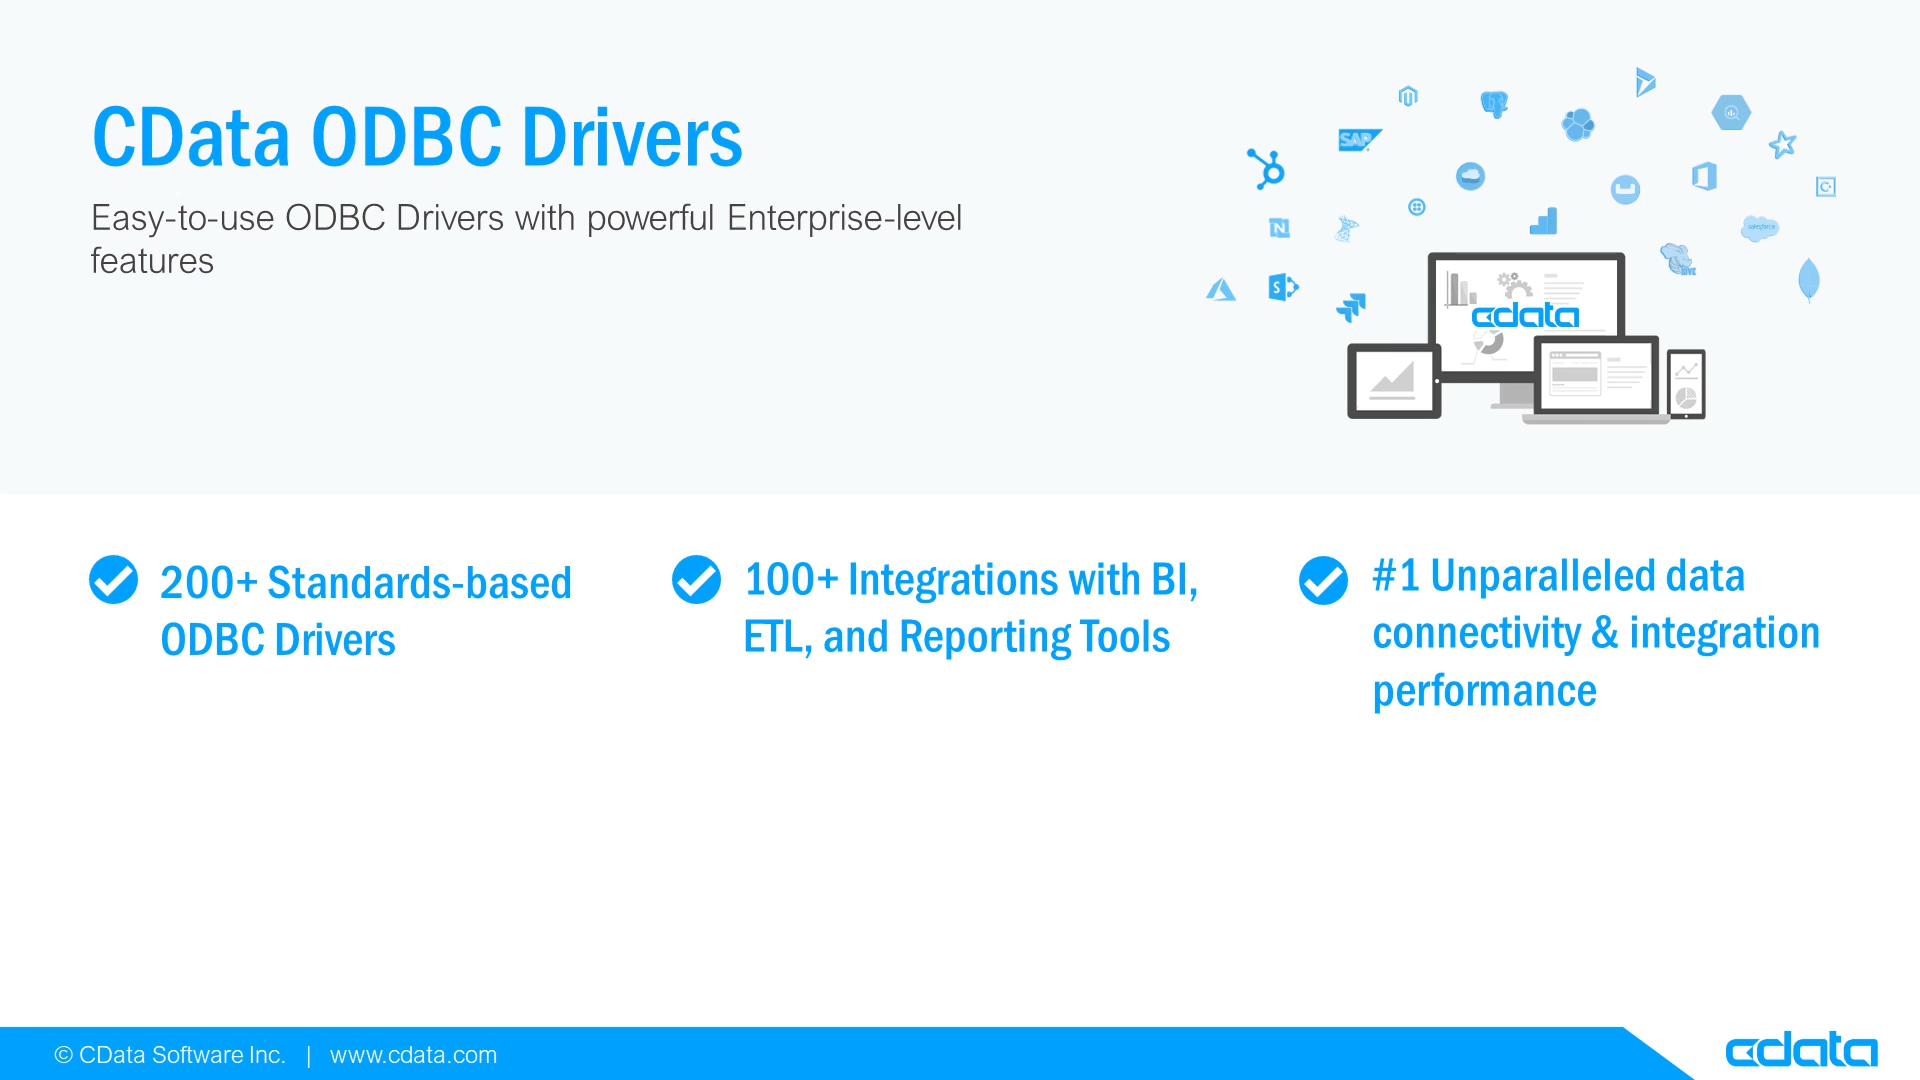 CData ODBC Drivers
Easy-to-use ODBC Drivers with powerful Enterprise-level
features
SAP
salesforce
HIVE
cdata
200+ Standards-based
ODBC Drivers
100+ Integrations with BI,
ETL, and Reporting Tools
#1 Unparalleled data
connectivity & integration
performance
© CData Software Inc. | www.cdata.com
cdata